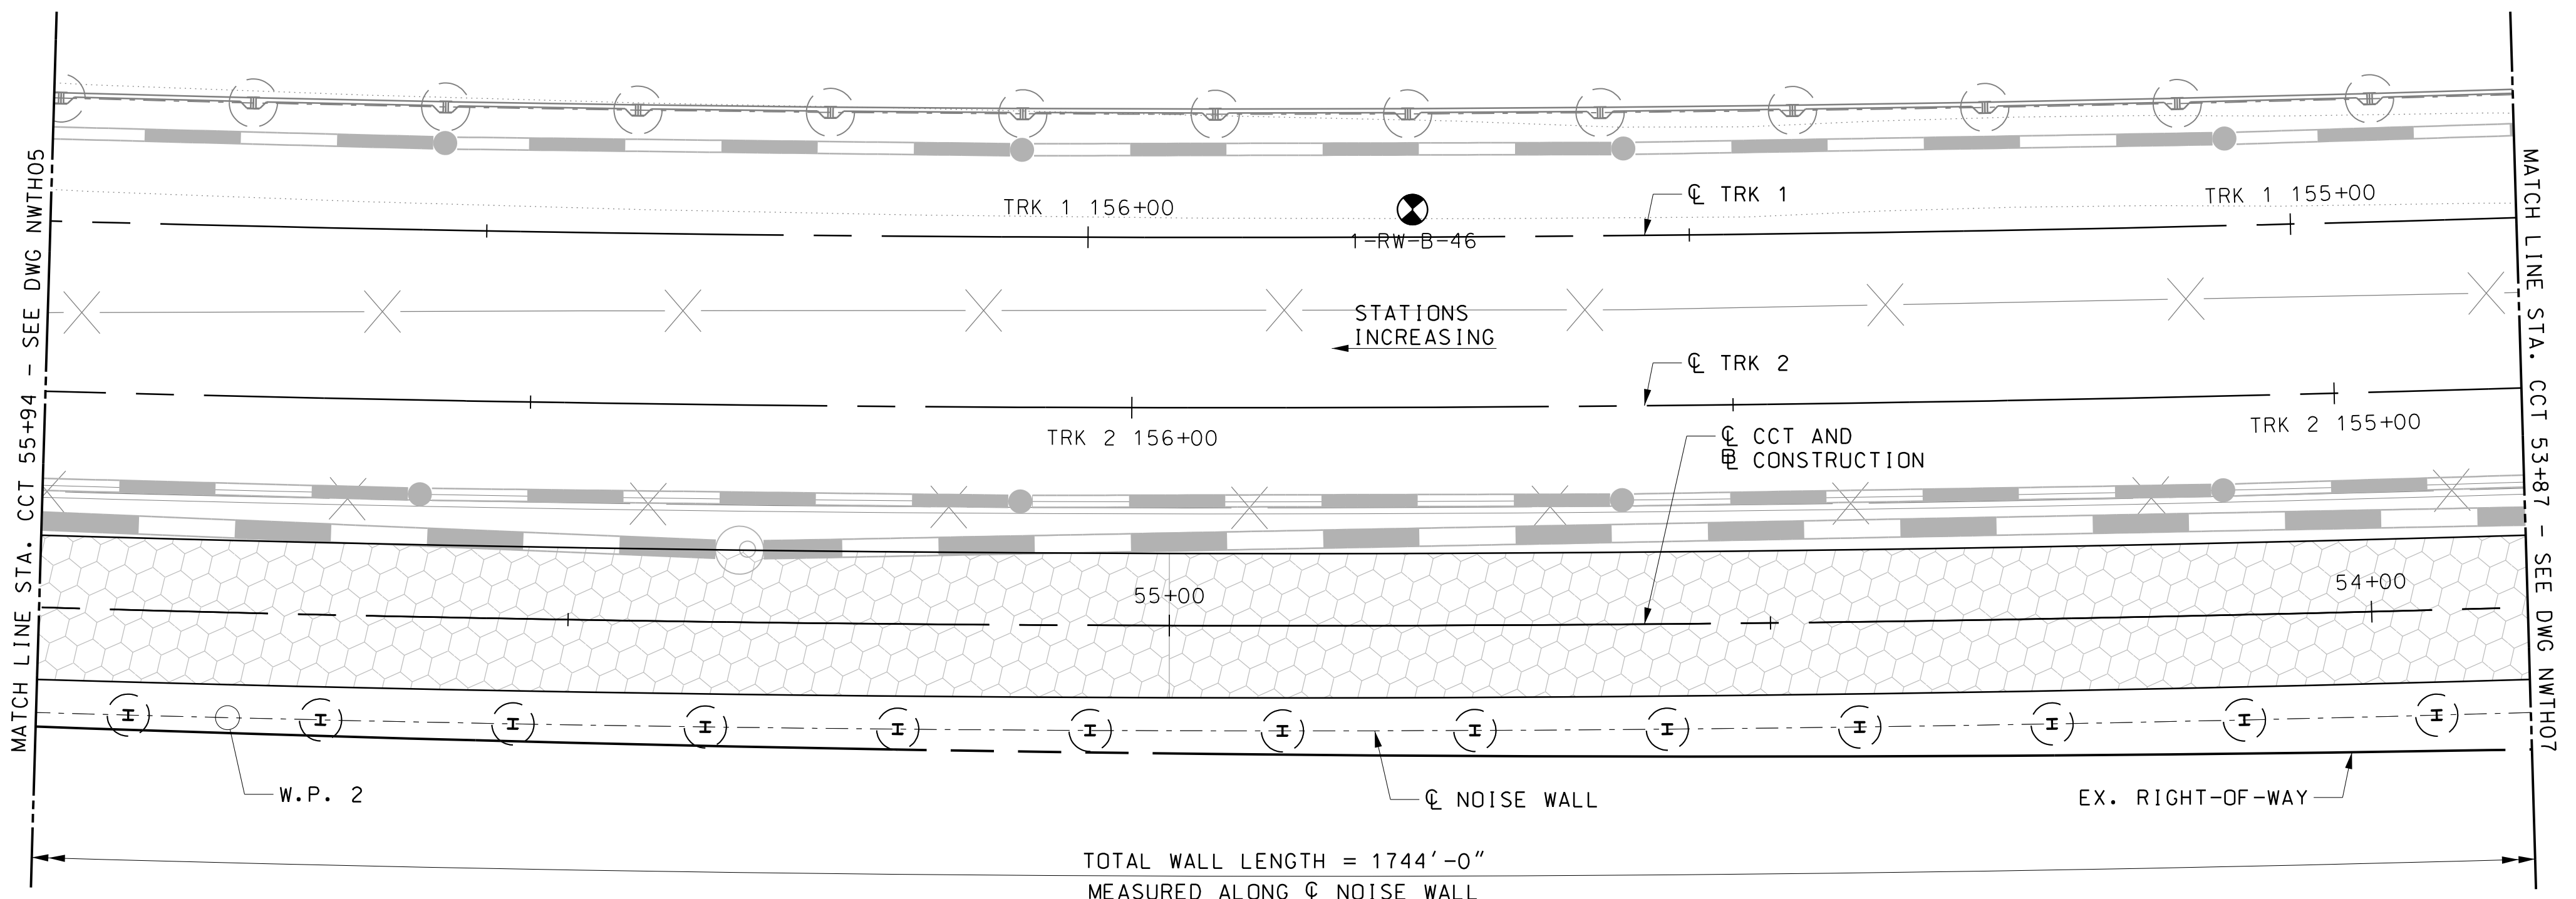 MATCH LINE STA. CCT 55+94 - SEE DWG NWTH05
TRK 1 156+00
1-RW-B-46
℄ TRK 1
TRK 1 155+00
STATIONS
INCREASING
℄ TRK 2
TRK 2 156+00
TRK 2 155+00
℄ CCT AND
BL CONSTRUCTION
55+00
54+00
W.P. 2
℄ NOISE WALL
EX. RIGHT-OF-WAY
TOTAL WALL LENGTH = 1744'-0"
MEASURED ALONG ℄ NOISE WALL
MATCH LINE STA. CCT 53+87 - SEE DWG NWTH07